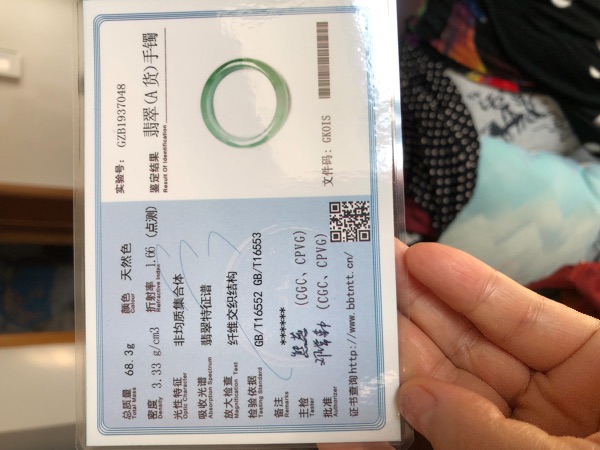 实验号: GZB1937048
鉴定结果 翡翠(A 货)手镯
Result Of Identification
文件码: GK0IS
总质量 68.3g 颜色 天然色
Total Mass Colour
密度 3.33 g/cm3 折射率 1.66 (点测)
Density Refractive Index
光性特征 非均质集合体
Optic Character
吸收光谱 翡翠特征谱
Absorption Spectrum
放大检查 纤维交织结构
Magnification Test
检验依据 GB/T16552 GB/T16553
Testing Standard
备注 ******
Remarks
主检 (CGC、CPVG)
Tester
批准 (CGC、CPVG)
Authorizer
证书查询http://www.bbtntt.cn/